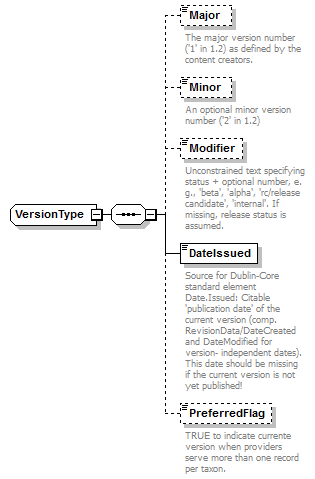 Major
The major version number
('1' in 1.2) as defined by the
content creators.
Minor
An optional minor version
number ('2' in 1.2)
Modifier
Unconstrained text specifying
status + optional number, e.
g., 'beta', 'alpha', 'rc/release
candidate', 'internal'. If
missing, release status is
assumed.
VersionType
DateIssued
Source for Dublin-Core
standard element
Date.Issued: Citable
'publication date' of the
current version (comp.
RevisionData/DateCreated
and DateModified for
version- independent dates).
This date should be missing
if the current version is not
yet published!
PreferredFlag
TRUE to indicate currente
version when providers
serve more than one record
per taxon.